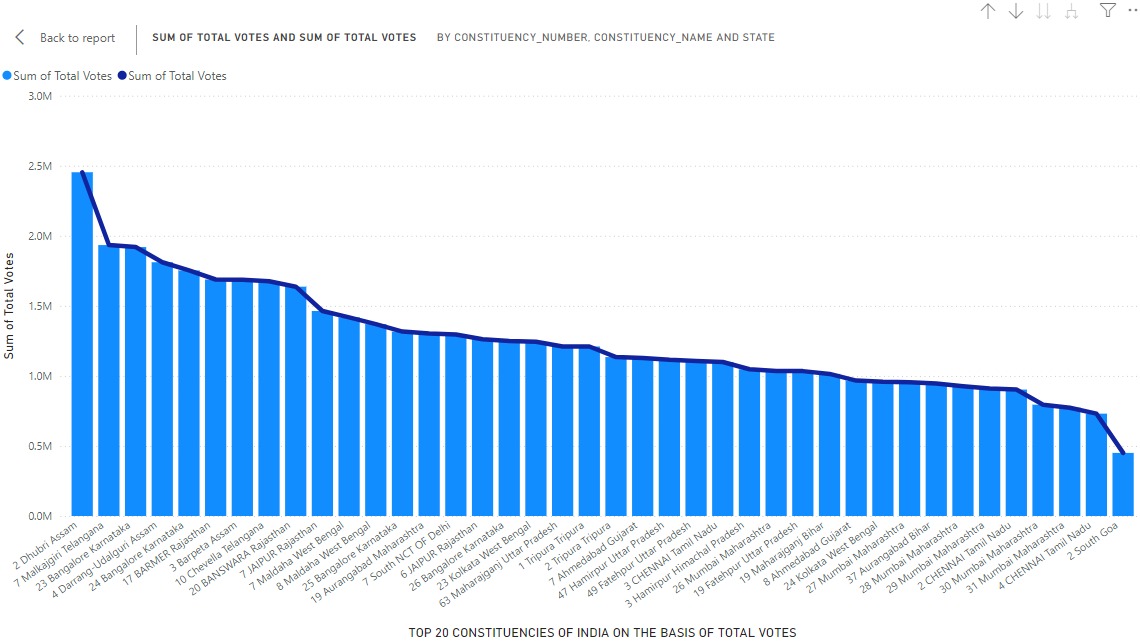 Back to report
SUM OF TOTAL VOTES AND SUM OF TOTAL VOTES
BY CONSTITUENCY_NUMBER, CONSTITUENCY_NAME AND STATE
Sum of Total Votes
Sum of Total Votes
3.0M
2.5M
2.0M
1.5M
1.0M
0.5M
0.0M
Sum of Total Votes
2 Dhubri Assam
7 Malkajgiri Telangana
23 Bangalore Karnataka
4 Darrang-Udalguri Assam
24 Bangalore Karnataka
17 BARMER Rajasthan
3 Barpeta Assam
10 Chevella Telangana
20 BANSWARA Rajasthan
7 JAIPUR Rajasthan
7 Maldaha West Bengal
8 Maldaha West Bengal
25 Bangalore Karnataka
19 Aurangabad Maharashtra
7 South NCT OF Delhi
6 JAIPUR Rajasthan
26 Bangalore Karnataka
23 Kolkata West Bengal
63 Maharajganj Uttar Pradesh
1 Tripura Tripura
2 Tripura Tripura
7 Ahmedabad Gujarat
47 Hamirpur Uttar Pradesh
49 Fatehpur Uttar Pradesh
3 CHENNAI Tamil Nadu
3 Hamirpur Himachal Pradesh
26 Mumbai Maharashtra
19 Fatehpur Uttar Pradesh
19 Maharajganj Bihar
8 Ahmedabad Gujarat
24 Kolkata West Bengal
27 Mumbai Maharashtra
37 Aurangabad Bihar
28 Mumbai Maharashtra
29 Mumbai Maharashtra
2 CHENNAI Tamil Nadu
30 Mumbai Maharashtra
31 Mumbai Maharashtra
4 CHENNAI Tamil Nadu
2 South Goa
TOP 20 CONSTITUENCIES OF INDIA ON THE BASIS OF TOTAL VOTES